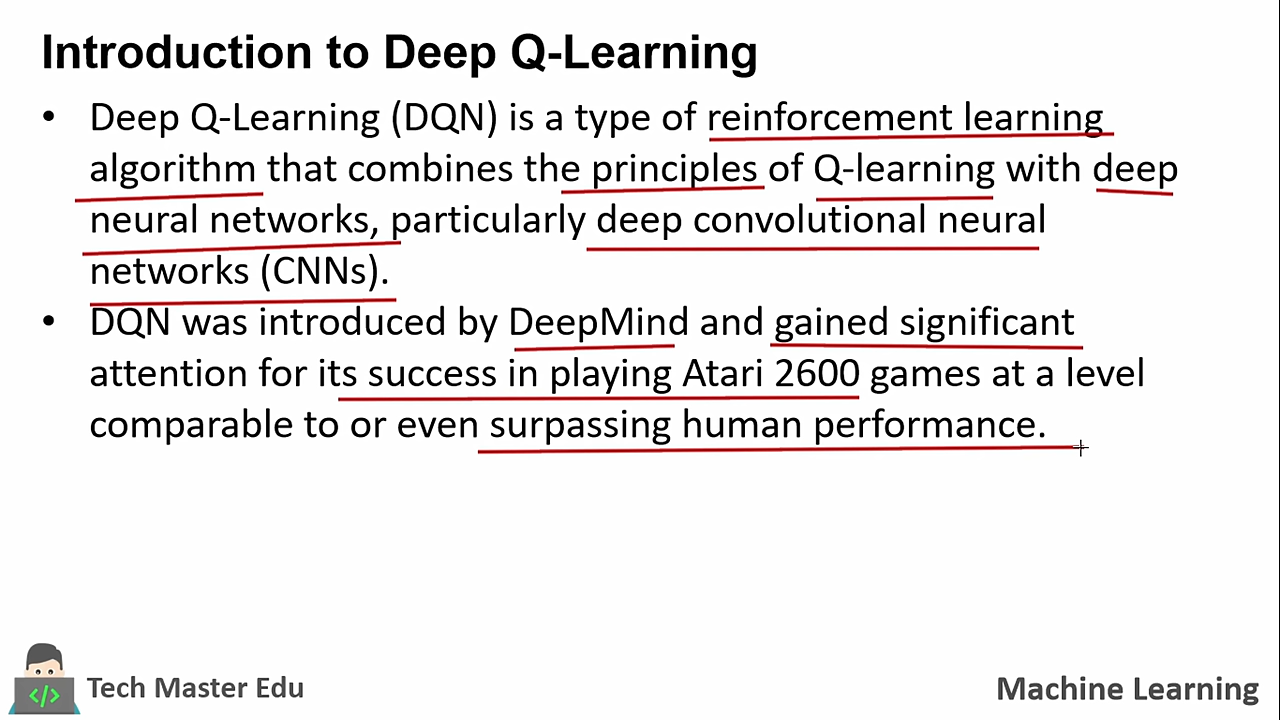 Introduction to Deep Q-Learning
• Deep Q-Learning (DQN) is a type of reinforcement learning
algorithm that combines the principles of Q-learning with deep
neural networks, particularly deep convolutional neural
networks (CNNs).
• DQN was introduced by DeepMind and gained significant
attention for its success in playing Atari 2600 games at a level
comparable to or even surpassing human performance.
</>
Tech Master Edu
Machine Learning